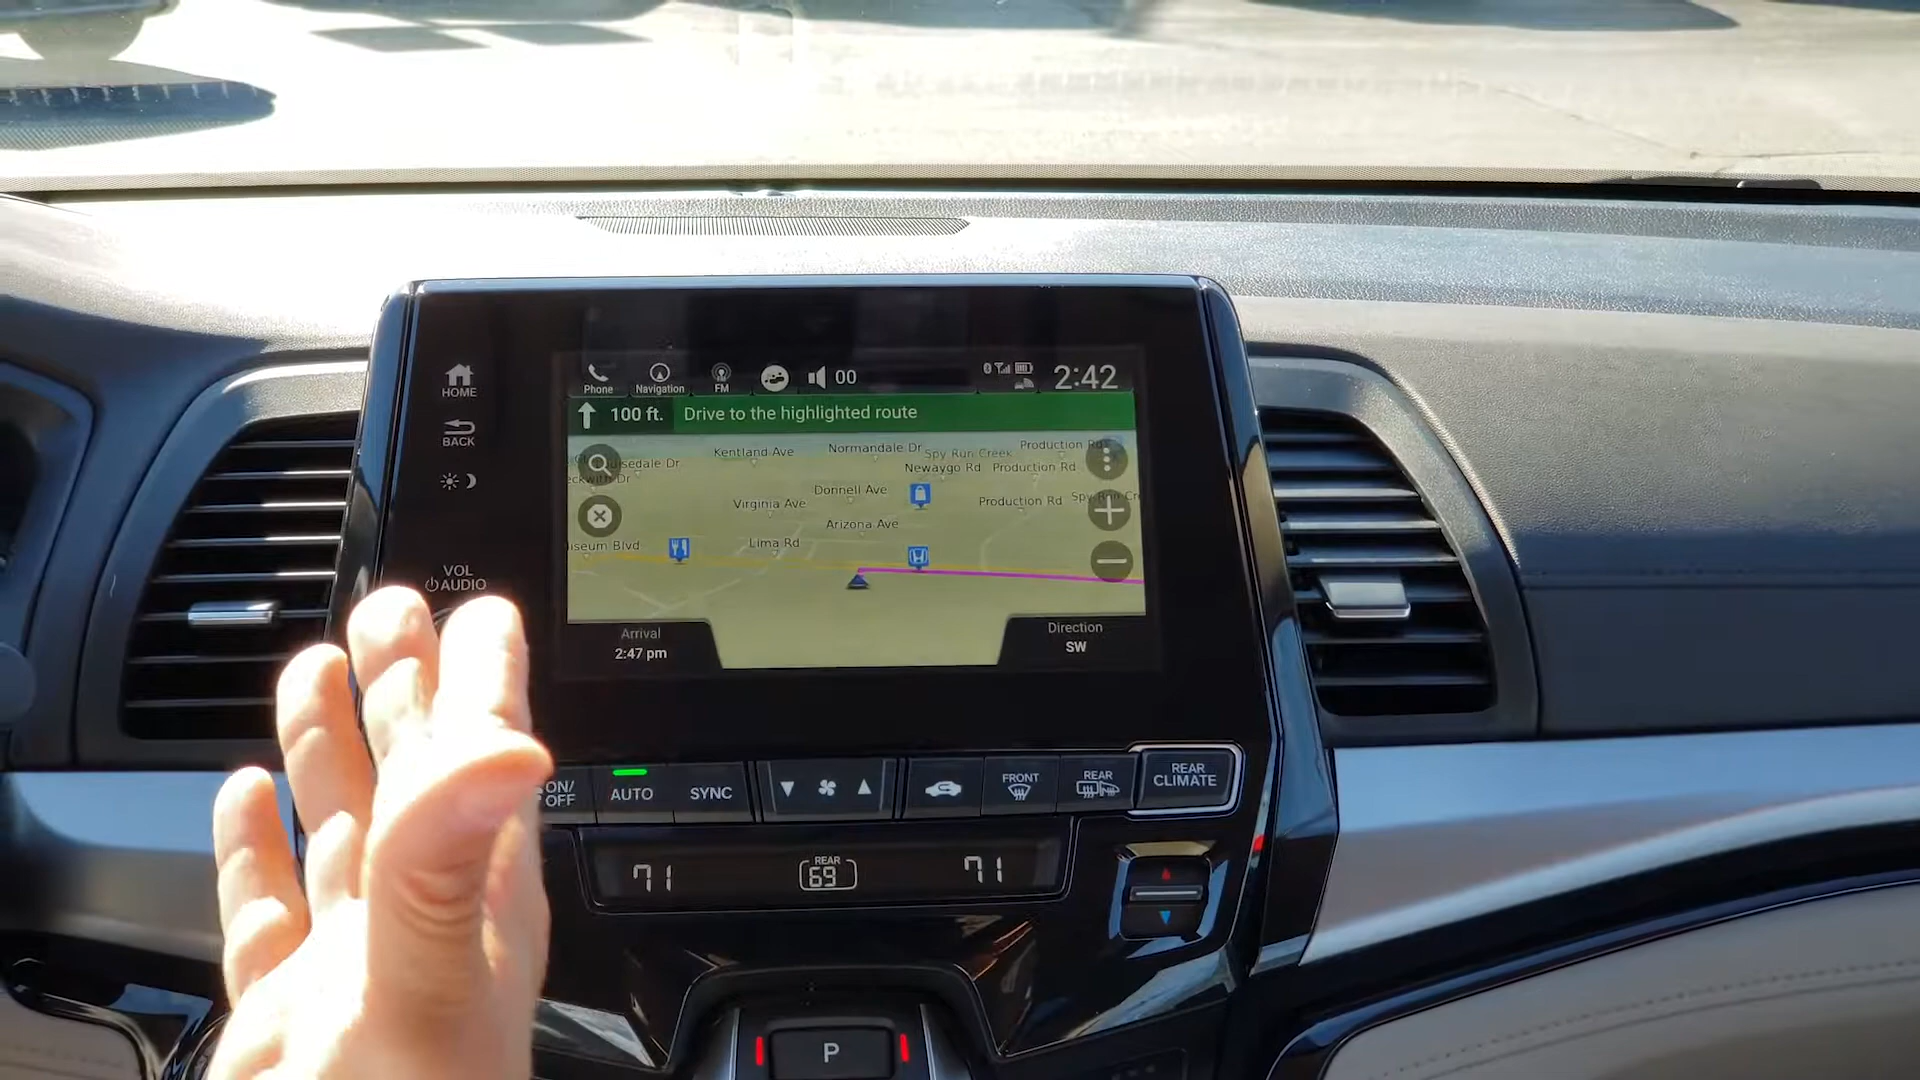 HOME
BACK
VOL
AUDIO
Phone
Navigation
FM
00
2:42
100 ft.
Drive to the highlighted route
Kentland Ave
Normandale Dr
Production Rd
Spy Run Creek
Newaygo Rd
Production Rd
Donnell Ave
Virginia Ave
Production Rd
Arizona Ave
Lima Rd
Arrival
2:47 pm
Direction
SW
ON/
OFF
AUTO
SYNC
FRONT
REAR
REAR
CLIMATE
71
REAR
69
71
P